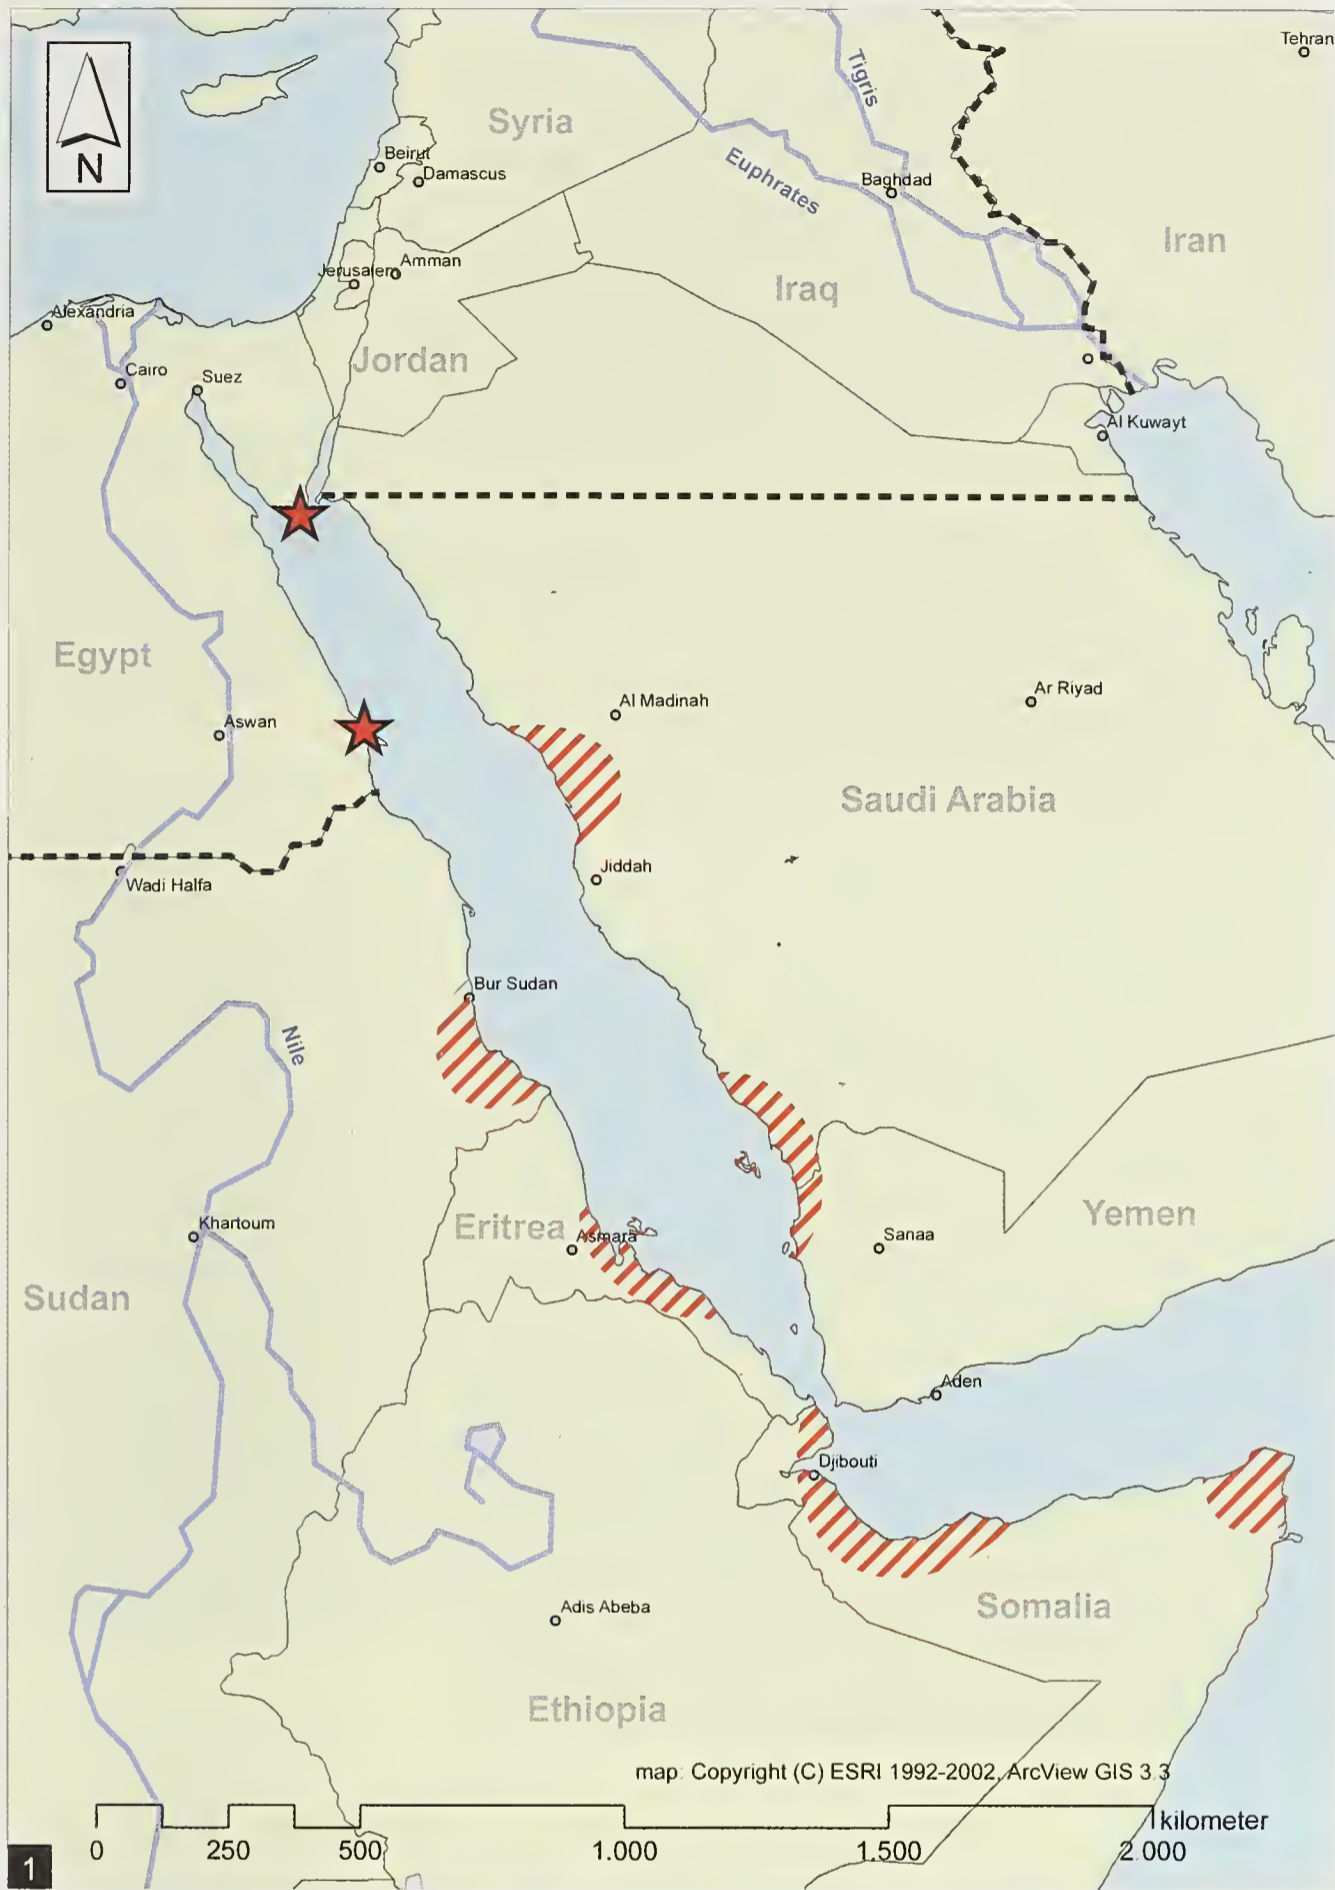 Tehran
Tigris
Syria
Beirut
Damascus
N
Euphrates
Baghdad
Iran
Amman
Jerusalem
Iraq
Alexandria
Jordan
Cairo
Suez
Al Kuwayt
Egypt
Al Madinah
Ar Riyad
Aswan
Saudi Arabia
Jiddah
Wadi Halfa
Bur Sudan
Nile
Khartoum
Eritrea
Asmara
Yemen
Sanaa
Sudan
Aden
Djibouti
Somalia
Adis Abeba
Ethiopia
map: Copyright (C) ESRI 1992-2002, ArcView GIS 3.3
kilometer
0 250 500 1.000 1.500 2.000
1